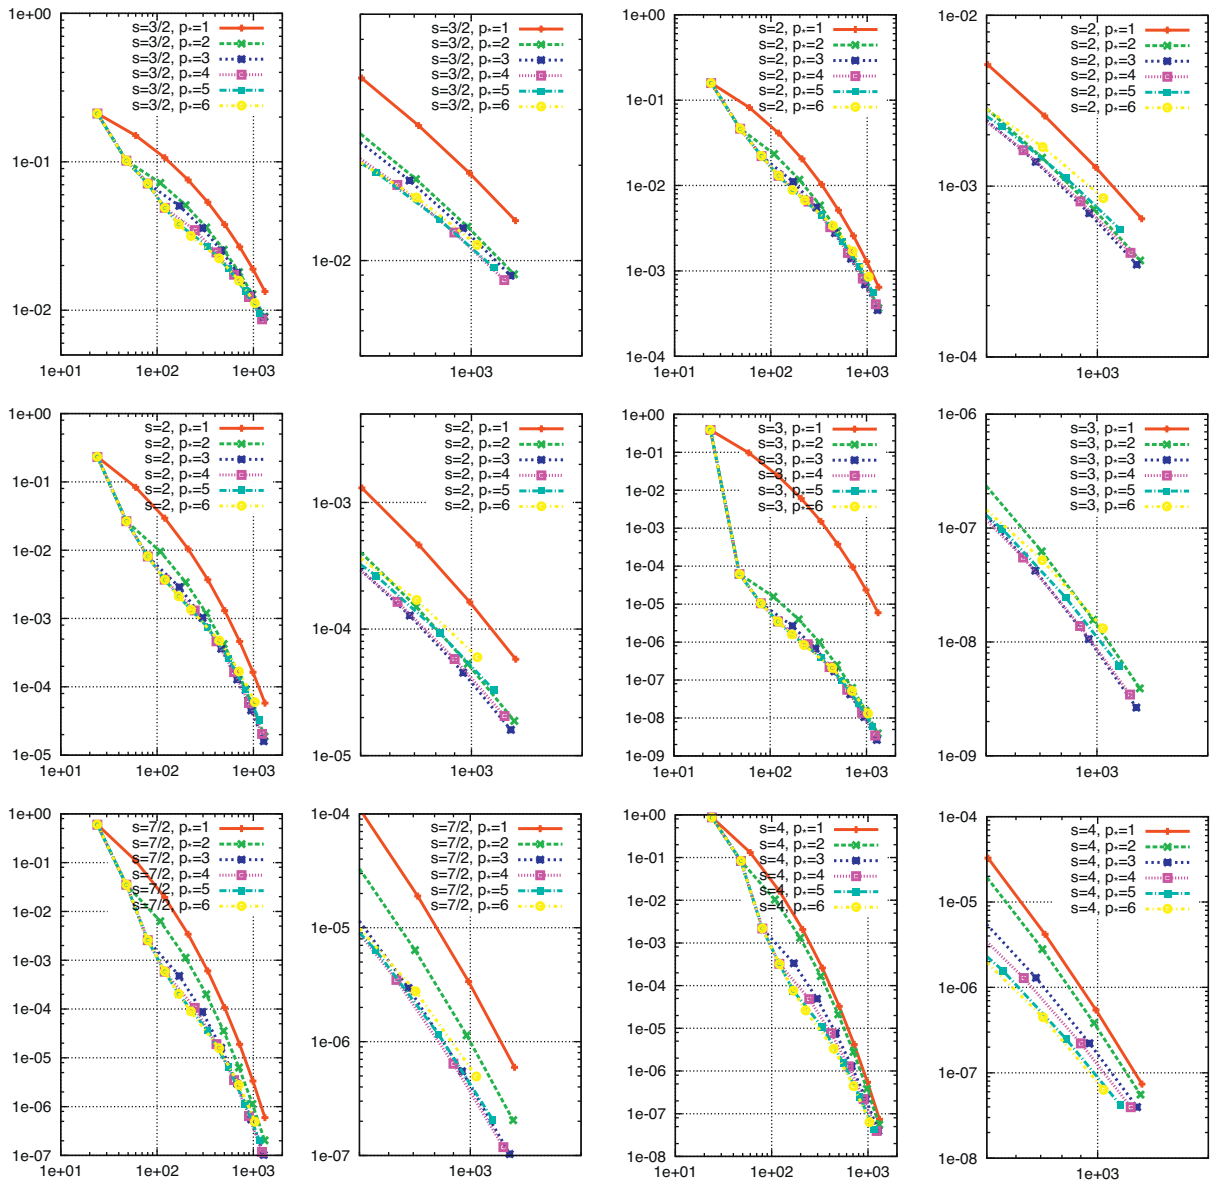 1e+00
1e-01
1e-02
1e+01
1e+02
1e+03
s=3/2, p*=1
s=3/2, p*=2
s=3/2, p*=3
s=3/2, p*=4
s=3/2, p*=5
s=3/2, p*=6
1e-02
1e+03
s=3/2, p*=1
s=3/2, p*=2
s=3/2, p*=3
s=3/2, p*=4
s=3/2, p*=5
s=3/2, p*=6
1e+00
1e-01
1e-02
1e-03
1e-04
1e+01
1e+02
1e+03
s=2, p*=1
s=2, p*=2
s=2, p*=3
s=2, p*=4
s=2, p*=5
s=2, p*=6
1e-02
1e-03
1e-04
1e+03
s=2, p*=1
s=2, p*=2
s=2, p*=3
s=2, p*=4
s=2, p*=5
s=2, p*=6
1e+00
1e-01
1e-02
1e-03
1e-04
1e-05
1e+01
1e+02
1e+03
s=2, p*=1
s=2, p*=2
s=2, p*=3
s=2, p*=4
s=2, p*=5
s=2, p*=6
1e-03
1e-04
1e-05
1e+03
s=2, p*=1
s=2, p*=2
s=2, p*=3
s=2, p*=4
s=2, p*=5
s=2, p*=6
1e+00
1e-01
1e-02
1e-03
1e-04
1e-05
1e-06
1e-07
1e-08
1e-09
1e+01
1e+02
1e+03
s=3, p*=1
s=3, p*=2
s=3, p*=3
s=3, p*=4
s=3, p*=5
s=3, p*=6
1e-06
1e-07
1e-08
1e-09
1e+03
s=3, p*=1
s=3, p*=2
s=3, p*=3
s=3, p*=4
s=3, p*=5
s=3, p*=6
1e+00
1e-01
1e-02
1e-03
1e-04
1e-05
1e-06
1e-07
1e+01
1e+02
1e+03
s=7/2, p*=1
s=7/2, p*=2
s=7/2, p*=3
s=7/2, p*=4
s=7/2, p*=5
s=7/2, p*=6
1e-04
1e-05
1e-06
1e-07
1e+03
s=7/2, p*=1
s=7/2, p*=2
s=7/2, p*=3
s=7/2, p*=4
s=7/2, p*=5
s=7/2, p*=6
1e+00
1e-01
1e-02
1e-03
1e-04
1e-05
1e-06
1e-07
1e-08
1e+01
1e+02
1e+03
s=4, p*=1
s=4, p*=2
s=4, p*=3
s=4, p*=4
s=4, p*=5
s=4, p*=6
1e-04
1e-05
1e-06
1e-07
1e-08
1e+03
s=4, p*=1
s=4, p*=2
s=4, p*=3
s=4, p*=4
s=4, p*=5
s=4, p*=6